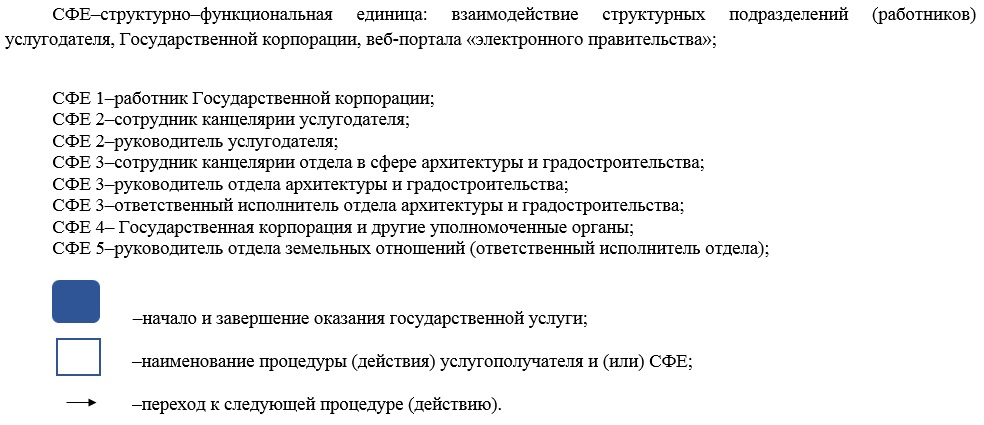 СФЕ–структурно–функциональная единица: взаимодействие структурных подразделений (работников)
услугодателя, Государственной корпорации, веб-портала «электронного правительства»;
СФЕ 1–работник Государственной корпорации;
СФЕ 2–сотрудник канцелярии услугодателя;
СФЕ 2–руководитель услугодателя;
СФЕ 3–сотрудник канцелярии отдела в сфере архитектуры и градостроительства;
СФЕ 3–руководитель отдела архитектуры и градостроительства;
СФЕ 3–ответственный исполнитель отдела архитектуры и градостроительства;
СФЕ 4– Государственная корпорация и другие уполномоченные органы;
СФЕ 5–руководитель отдела земельных отношений (ответственный исполнитель отдела);
–начало и завершение оказания государственной услуги;
–наименование процедуры (действия) услугополучателя и (или) СФЕ;
–переход к следующей процедуре (действию).